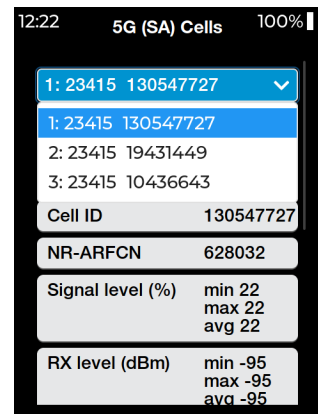 12:22 5G (SA) Cells 100%
1: 23415 130547727
1: 23415 130547727
2: 23415 19431449
3: 23415 10436643
Cell ID 130547727
NR-ARFCN 628032
Signal level (%) min 22
max 22
avg 22
RX level (dBm) min -95
max -95
avg -95